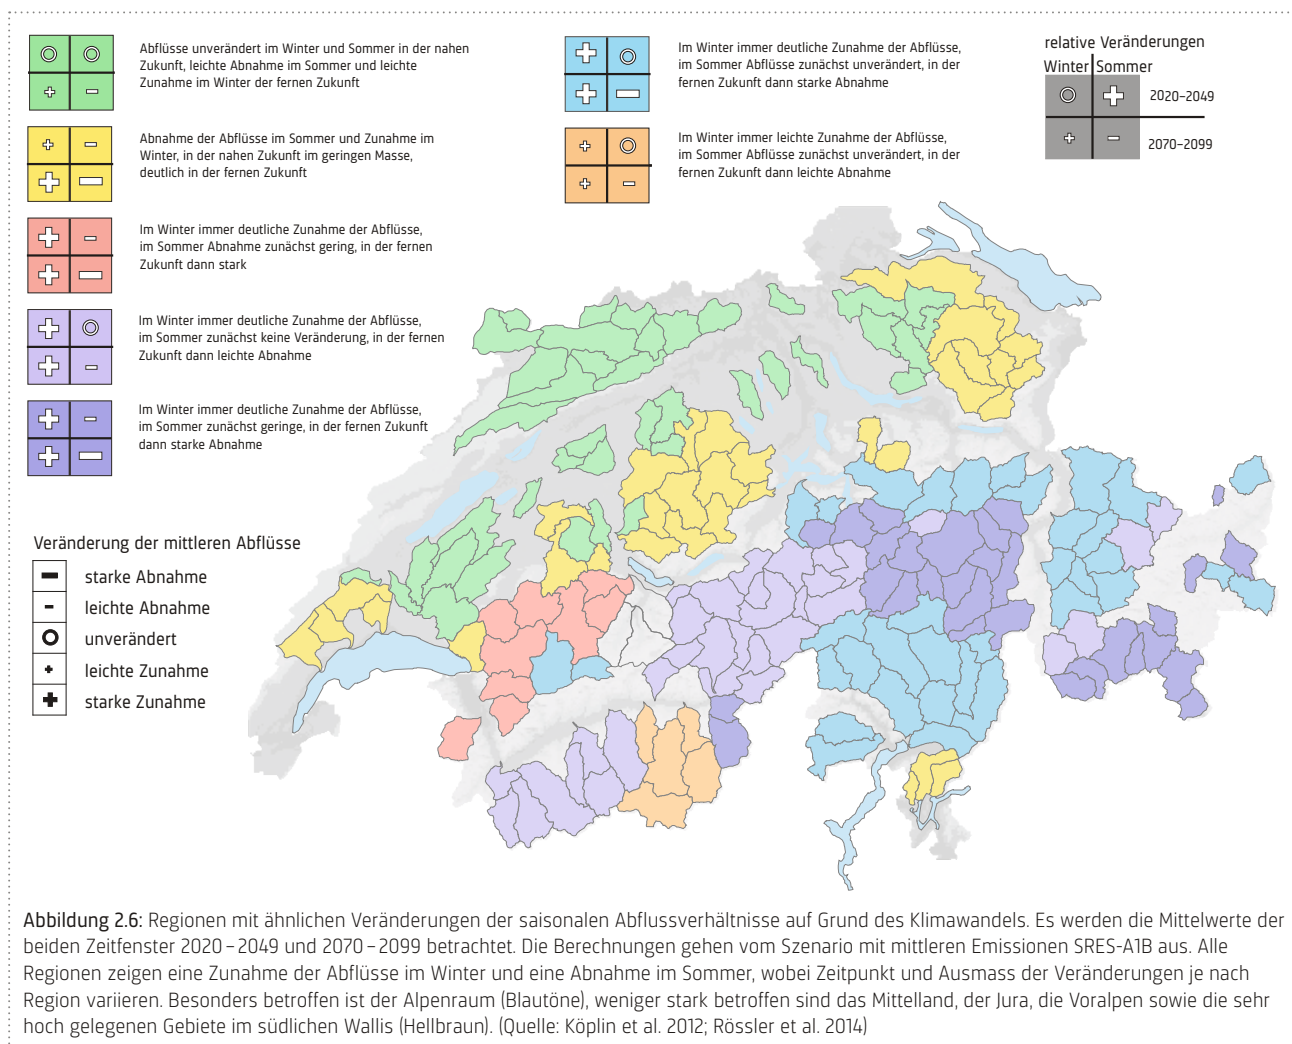 Abflüsse unverändert im Winter und Sommer in der nahen
Zukunft, leichte Abnahme im Sommer und leichte
Zunahme im Winter der fernen Zukunft
Abnahme der Abflüsse im Sommer und Zunahme im
Winter, in der nahen Zukunft im geringen Masse,
deutlich in der fernen Zukunft
Im Winter immer deutliche Zunahme der Abflüsse,
im Sommer Abnahme zunächst gering, in der fernen
Zukunft dann stark
Im Winter immer deutliche Zunahme der Abflüsse,
im Sommer zunächst keine Veränderung, in der fernen
Zukunft dann leichte Abnahme
Im Winter immer deutliche Zunahme der Abflüsse,
im Sommer zunächst geringe, in der fernen Zukunft
dann starke Abnahme
Im Winter immer deutliche Zunahme der Abflüsse,
im Sommer Abflüsse zunächst unverändert, in der
fernen Zukunft dann starke Abnahme
Im Winter immer leichte Zunahme der Abflüsse,
im Sommer Abflüsse zunächst unverändert, in der
fernen Zukunft dann leichte Abnahme
relative Veränderungen
Winter Sommer
2020–2049
2070–2099
Veränderung der mittleren Abflüsse
starke Abnahme
leichte Abnahme
unverändert
leichte Zunahme
starke Zunahme
Abbildung 2.6: Regionen mit ähnlichen Veränderungen der saisonalen Abflussverhältnisse auf Grund des Klimawandels. Es werden die Mittelwerte der
beiden Zeitfenster 2020–2049 und 2070–2099 betrachtet. Die Berechnungen gehen vom Szenario mit mittleren Emissionen SRES-A1B aus. Alle
Regionen zeigen eine Zunahme der Abflüsse im Winter und eine Abnahme im Sommer, wobei Zeitpunkt und Ausmass der Veränderungen je nach
Region variieren. Besonders betroffen ist der Alpenraum (Blautöne), weniger stark betroffen sind das Mittelland, der Jura, die Voralpen sowie die sehr
hoch gelegenen Gebiete im südlichen Wallis (Hellbraun). (Quelle: Köplin et al. 2012; Rössler et al. 2014)